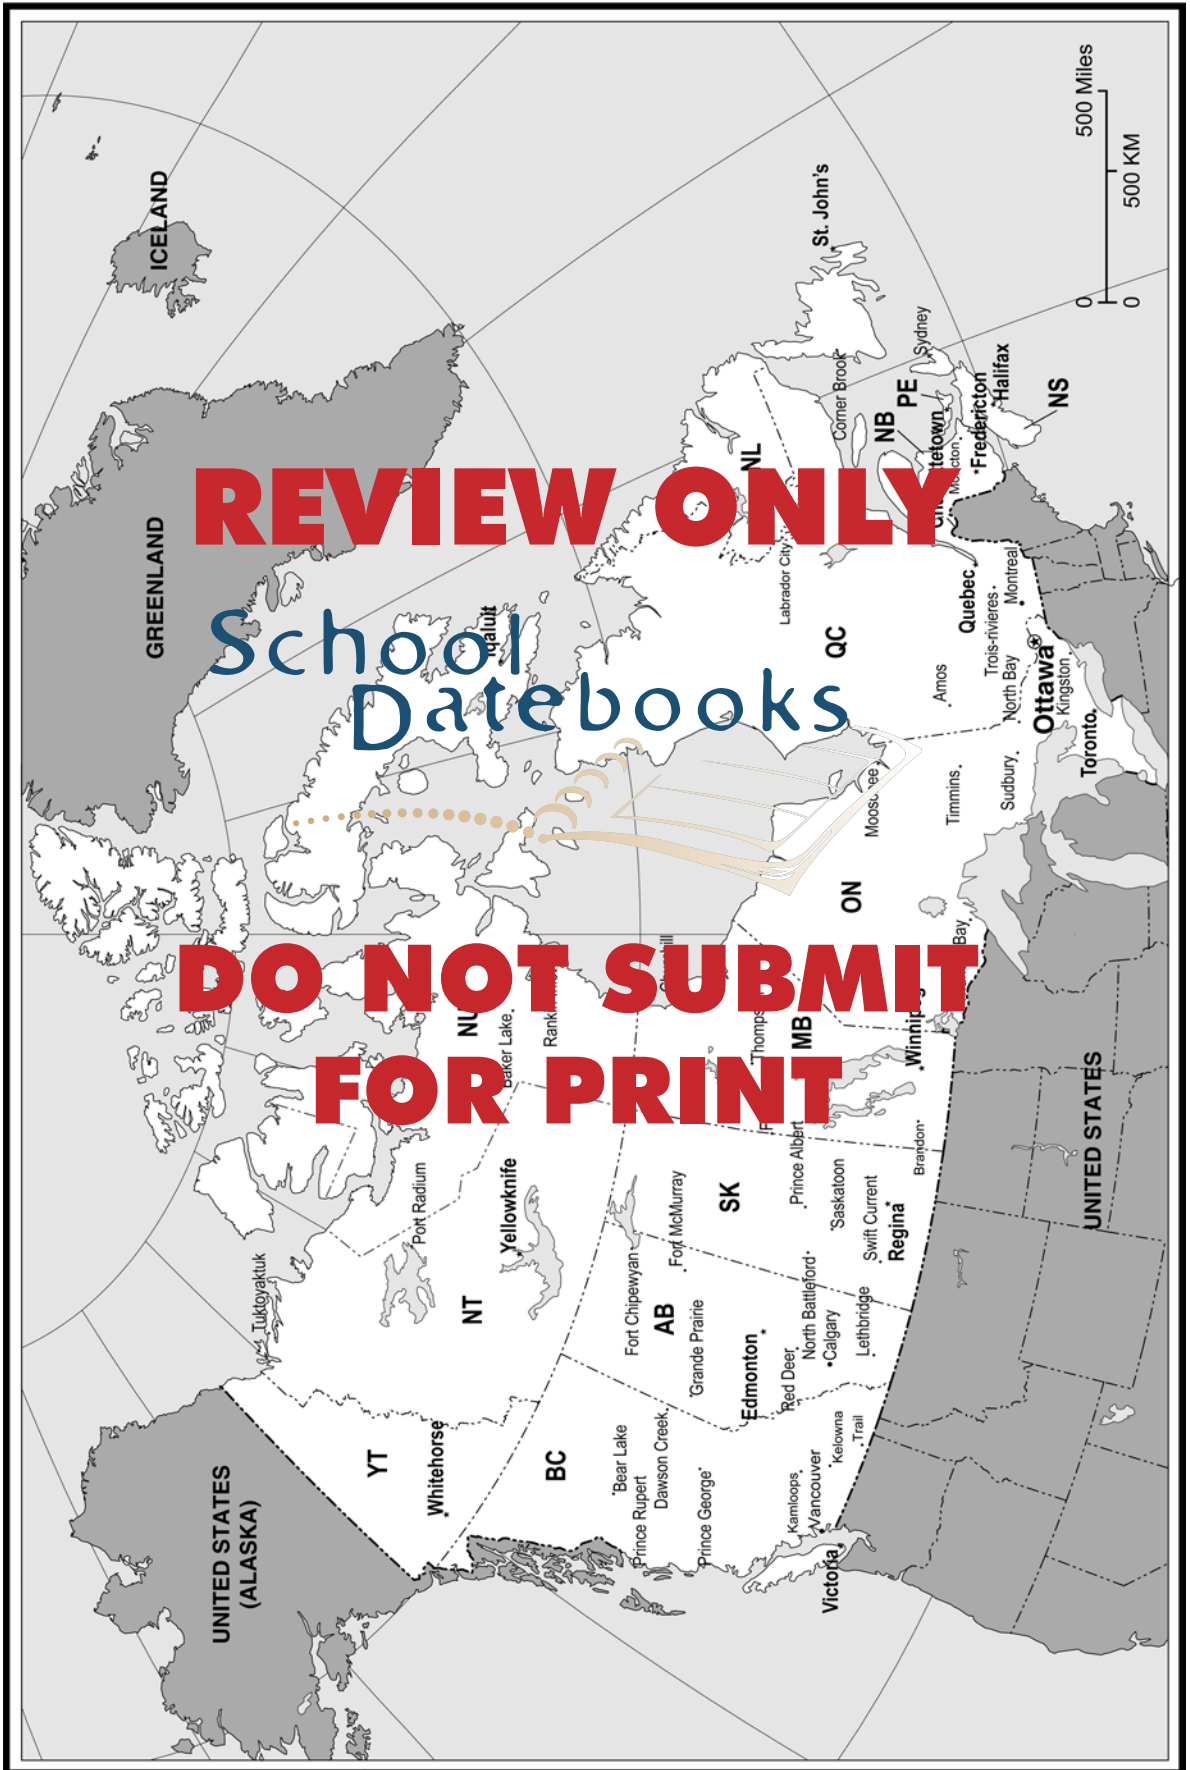 UNITED STATES
(ALASKA)
GREENLAND
ICELAND
Tuktoyaktuk
YT
Whitehorse
NT
Port Radium
Yellowknife
NU
Baker Lake
Iqaluit
BC
Bear Lake
Prince Rupert
Dawson Creek
Prince George
Kamloops
Vancouver
Victoria
Kelowna
Trail
Fort Chipewyan
AB
Fort McMurray
Grande Prairie
Edmonton
Red Deer
North Battleford
Calgary
Lethbridge
SK
Prince Albert
Saskatoon
Swift Current
Regina
MB
Brandon
ON
Bay
Timmins
Sudbury
North Bay
Ottawa
Kingston
Toronto
QC
Amos
Trois-rivieres
Montreal
Quebec
Labrador City
NL
Corner Brook
St. John's
NB
PE
Sydney
Fredericton
Halifax
NS
UNITED STATES
0 500 Miles
0 500 KM
REVIEW ONLY
School
Datebooks
DO NOT SUBMIT
FOR PRINT